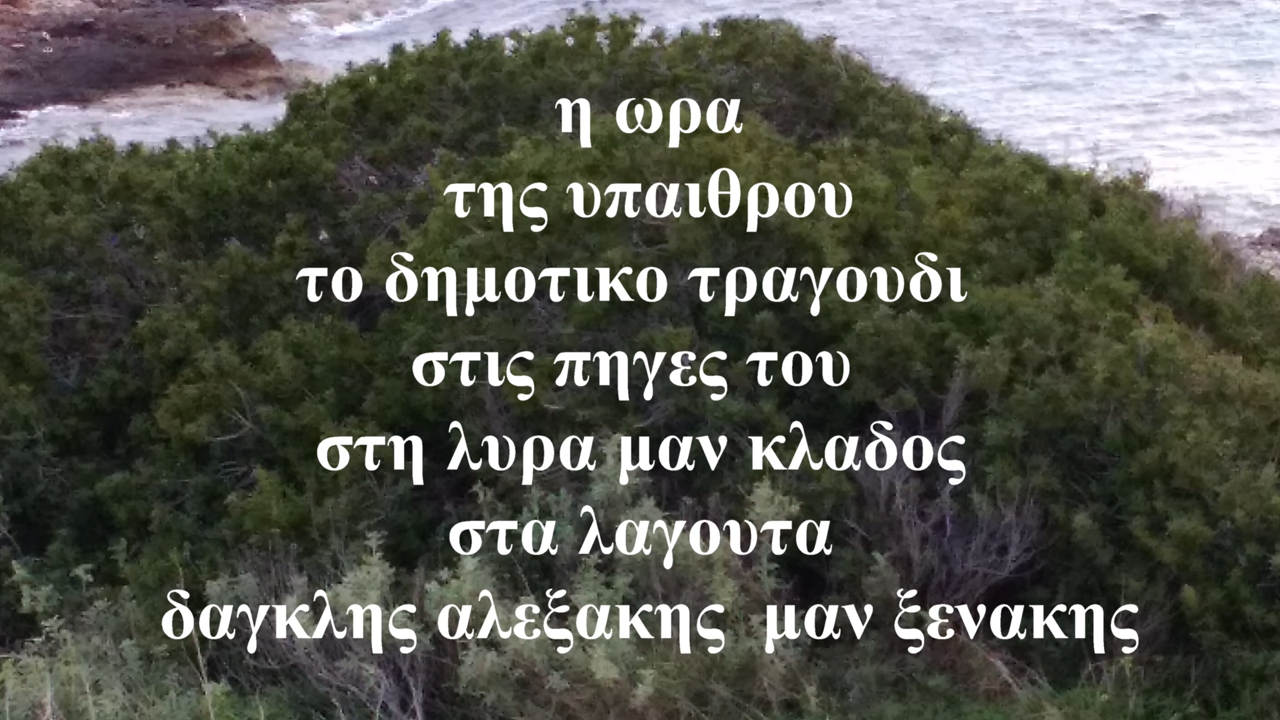 η ωρα
της υπαιθρου
το δημοτικο τραγουδι
στις πηγες του
στη λυρα μαν κλαδος
στα λαγουτα
δαγκλης αλεξακης μαν ξενακης